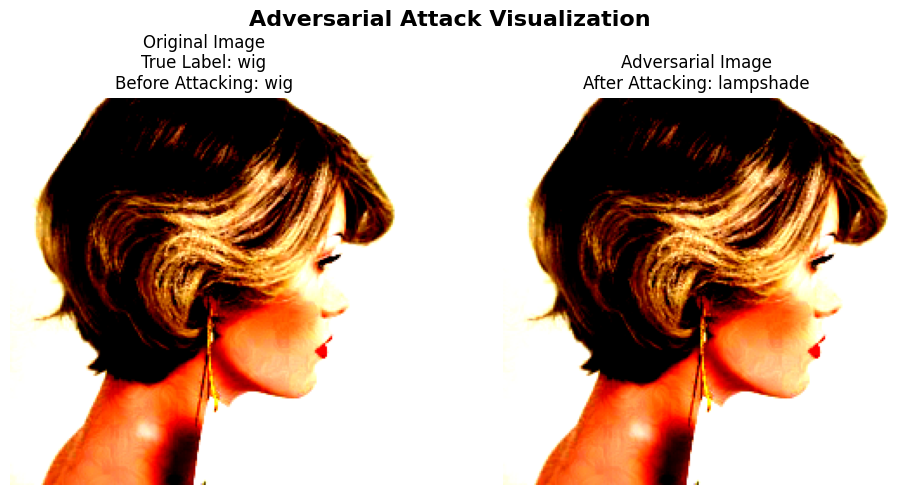 Adversarial Attack Visualization
Original Image
True Label: wig
Before Attacking: wig
Adversarial Image
After Attacking: lampshade